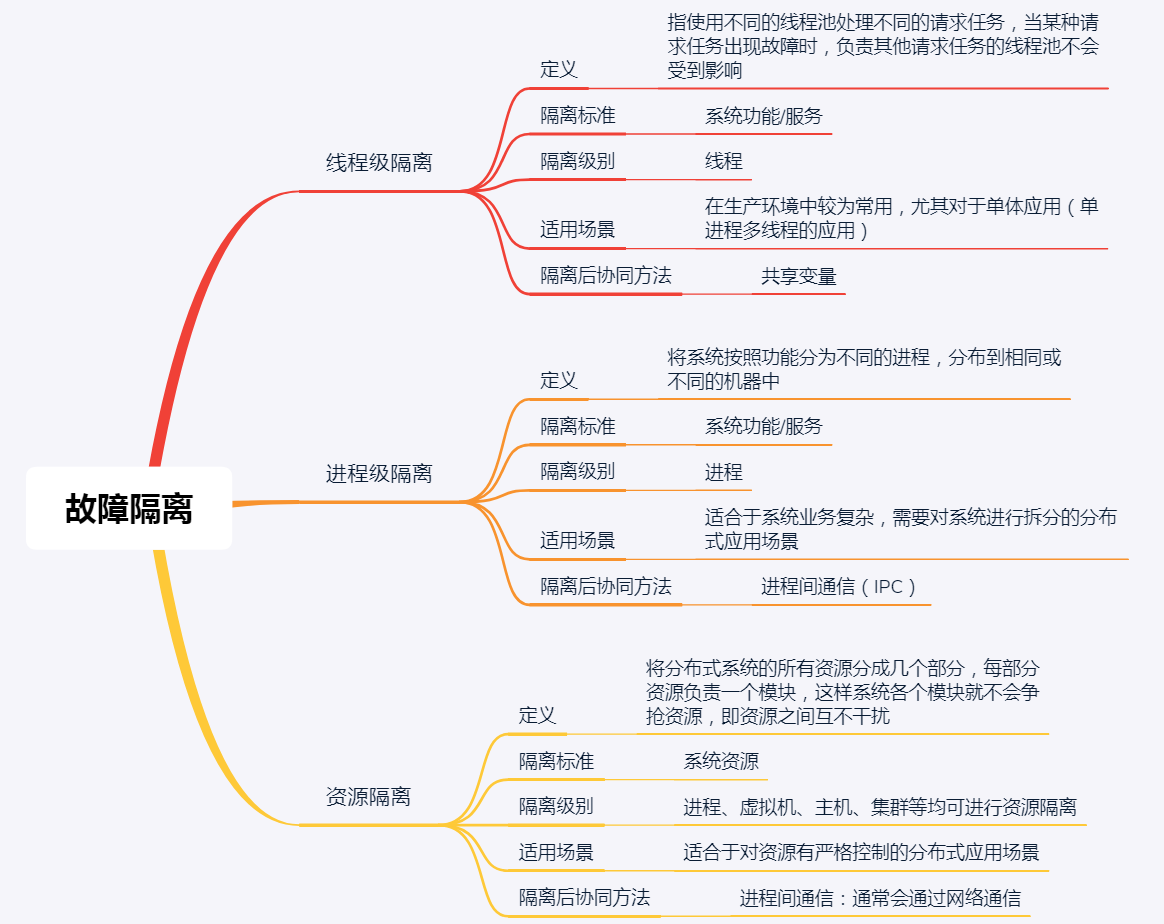 故障隔离
线程级隔离
定义
指使用不同的线程池处理不同的请求任务，当某种请
求任务出现故障时，负责其他请求任务的线程池不会
受到影响
隔离标准
系统功能/服务
隔离级别
线程
适用场景
在生产环境中较为常用，尤其对于单体应用（单
进程多线程的应用）
隔离后协同方法
共享变量
进程级隔离
定义
将系统按照功能分为不同的进程，分布到相同或
不同的机器中
隔离标准
系统功能/服务
隔离级别
进程
适用场景
适合于系统业务复杂，需要对系统进行拆分的分布
式应用场景
隔离后协同方法
进程间通信（IPC）
资源隔离
定义
将分布式系统的所有资源分成几个部分，每部分
资源负责一个模块，这样系统各个模块就不会争
抢资源，即资源之间互不干扰
隔离标准
系统资源
隔离级别
进程、虚拟机、主机、集群等均可进行资源隔离
适用场景
适合于对资源有严格控制的分布式应用场景
隔离后协同方法
进程间通信：通常会通过网络通信